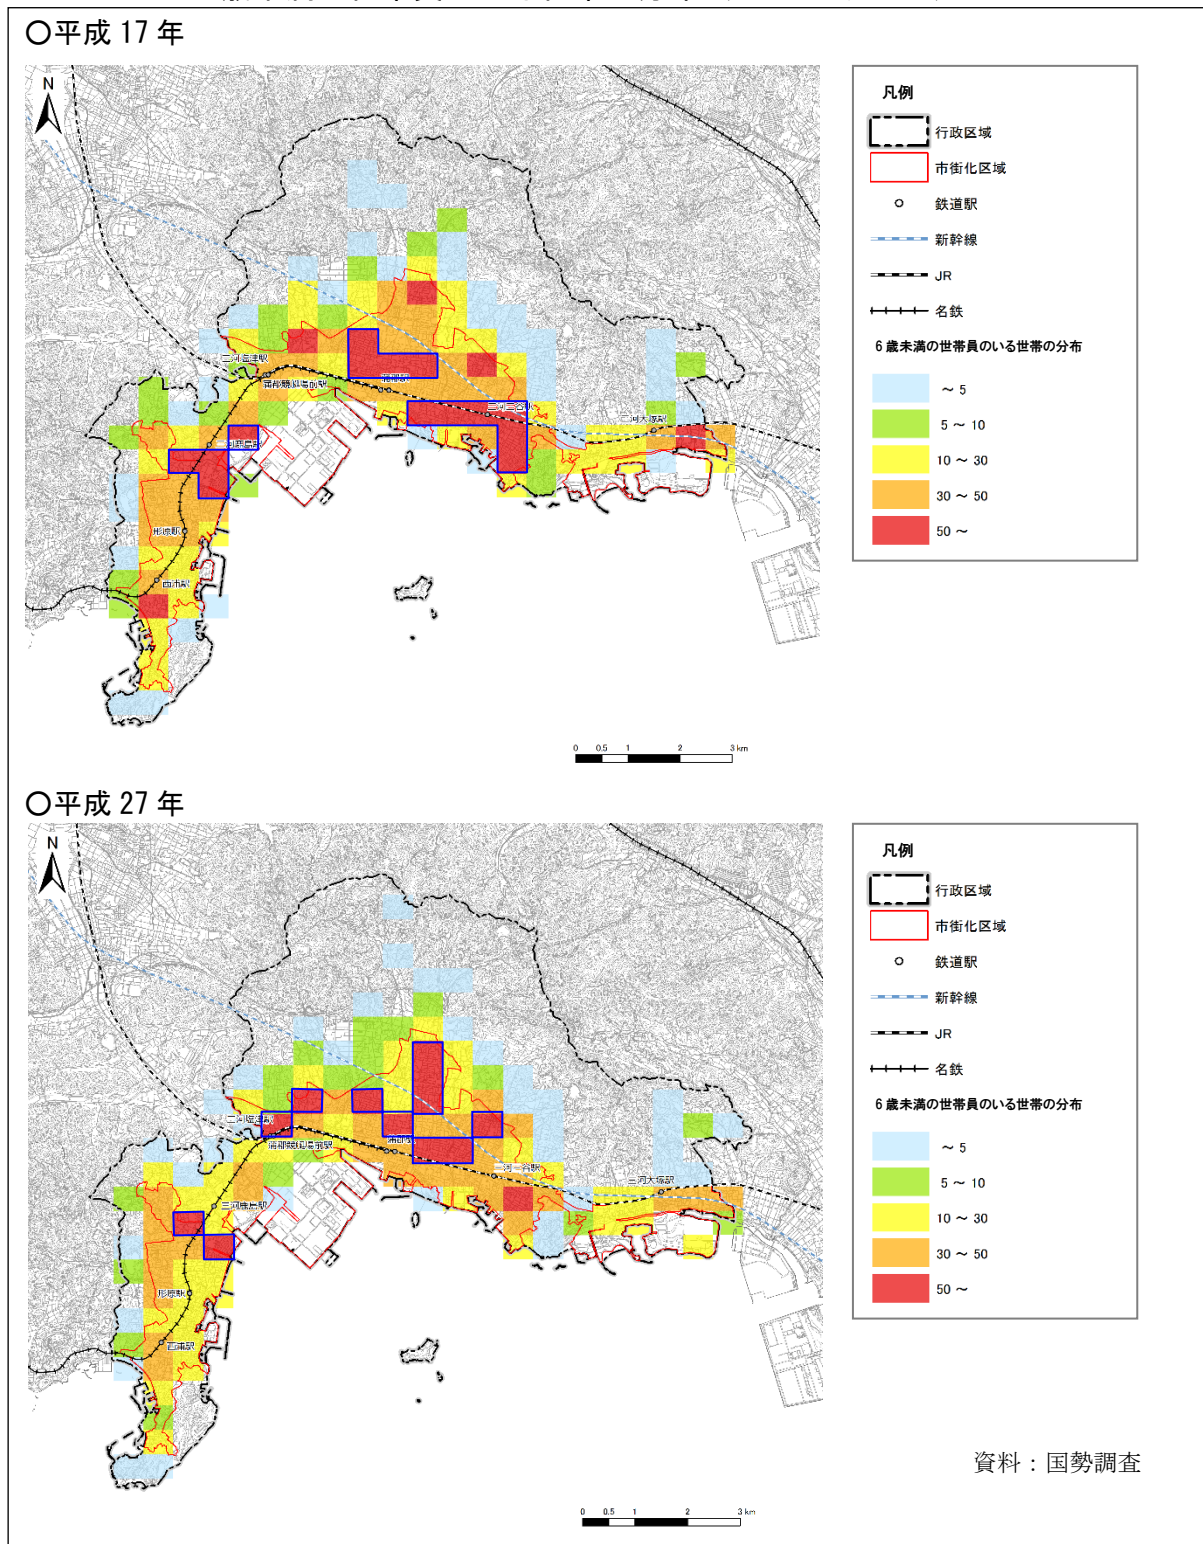 〇平成 17 年
N
三河塩津駅
蒲郡競艇場前駅
蒲郡駅
三河三谷駅
三河大塚駅
三河鹿島駅
形原駅
西浦駅
0 0.5 1 2 3 km
凡例
行政区域
市街化区域
鉄道駅
新幹線
JR
名鉄
6歳未満の世帯員のいる世帯の分布
～ 5
5 ～ 10
10 ～ 30
30 ～ 50
50 ～
〇平成 27 年
N
三河塩津駅
蒲郡競艇場前駅
蒲郡駅
三河三谷駅
三河大塚駅
三河鹿島駅
形原駅
西浦駅
0 0.5 1 2 3 km
凡例
行政区域
市街化区域
鉄道駅
新幹線
JR
名鉄
6歳未満の世帯員のいる世帯の分布
～ 5
5 ～ 10
10 ～ 30
30 ～ 50
50 ～
資料：国勢調査